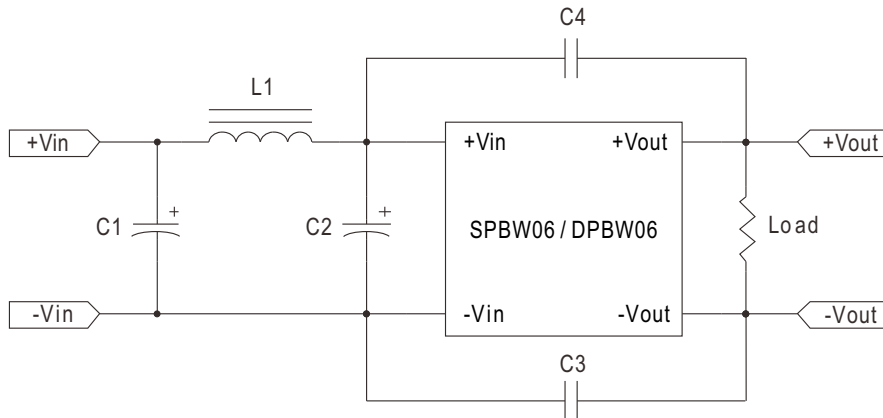 C4
L1
+Vin
+Vin
+Vout
+Vout
C1
C2
SPBW06 / DPBW06
Load
-Vin
-Vin
-Vout
-Vout
C3